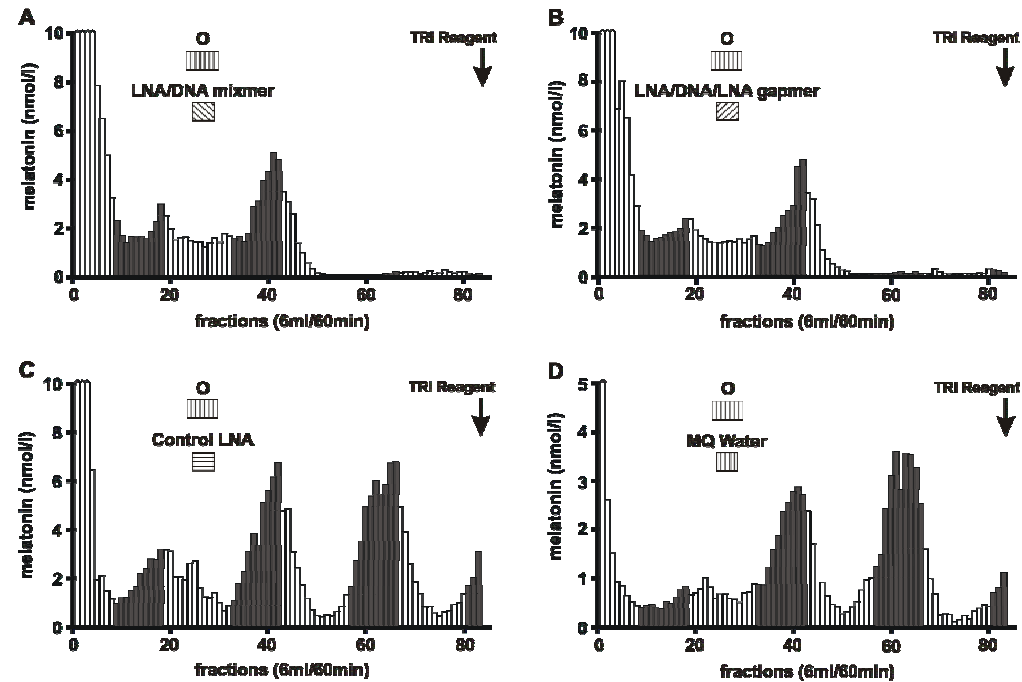 A
10
8
6
4
2
0
melatonin (nmol/l)
O
LNA/DNA mixmer
TRI Reagent
0 20 40 60 80
fractions (6ml/60min)
B
10
8
6
4
2
0
melatonin (nmol/l)
O
LNA/DNA/LNA gapmer
TRI Reagent
0 20 40 60 80
fractions (6ml/60min)
C
10
8
6
4
2
0
melatonin (nmol/l)
O
Control LNA
TRI Reagent
0 20 40 60 80
fractions (6ml/60min)
D
5
4
3
2
1
0
melatonin (nmol/l)
O
MQ Water
TRI Reagent
0 20 40 60 80
fractions (6ml/60min)